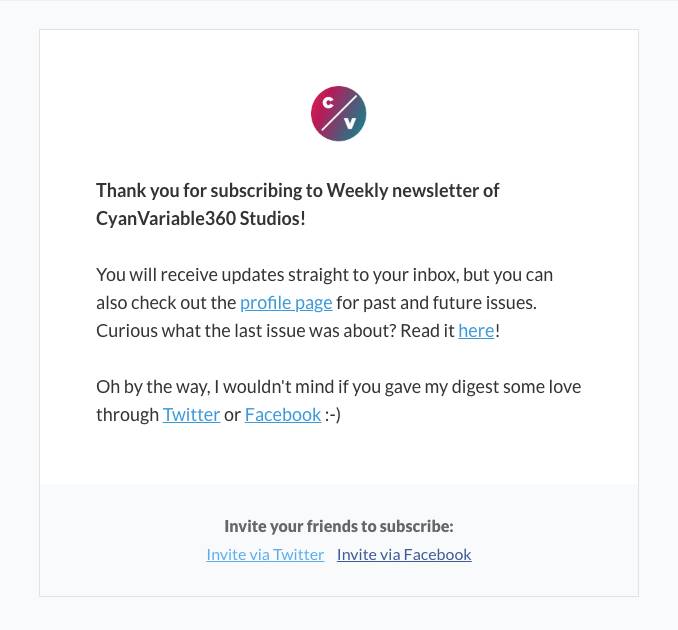 C
V
Thank you for subscribing to Weekly newsletter of
CyanVariable360 Studios!
You will receive updates straight to your inbox, but you can
also check out the profile page for past and future issues.
Curious what the last issue was about? Read it here!
Oh by the way, I wouldn't mind if you gave my digest some love
through Twitter or Facebook :-)
Invite your friends to subscribe:
Invite via Twitter Invite via Facebook